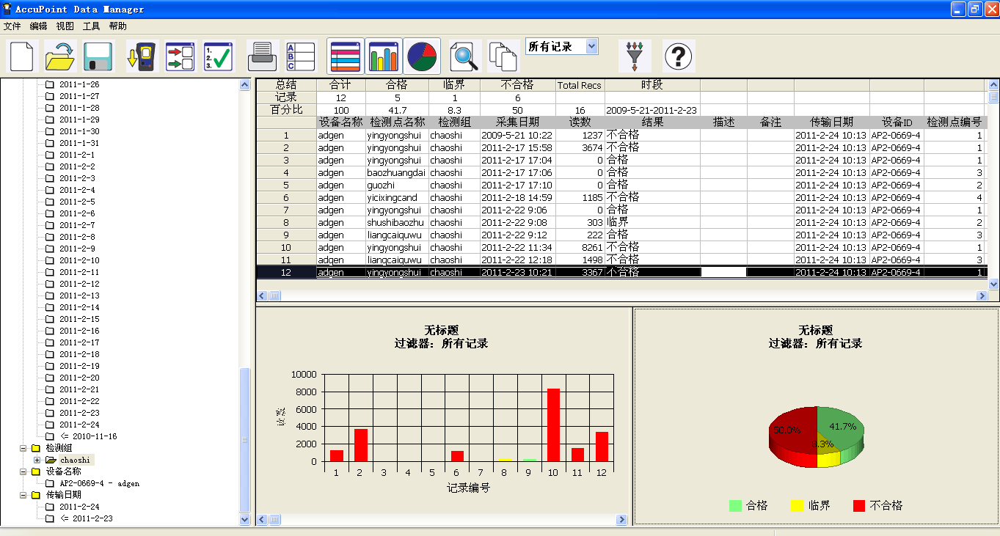 AccuPoint Data Manager
文件 编辑 视图 工具 帮助
1. 2. 3. A B C 所有记录 ?
2011-1-26
2011-1-27
2011-1-28
2011-1-29
2011-1-30
2011-1-31
2011-2-1
2011-2-2
2011-2-3
2011-2-4
2011-2-5
2011-2-6
2011-2-7
2011-2-8
2011-2-9
2011-2-10
2011-2-11
2011-2-12
2011-2-13
2011-2-14
2011-2-15
2011-2-16
2011-2-17
2011-2-18
2011-2-19
2011-2-20
2011-2-21
2011-2-22
2011-2-23
2011-2-24
<= 2010-11-16
检测组
chaoshi
设备名称
AP2-0669-4 - adgen
传输日期
2011-2-24
<= 2011-2-23
总结 合计 合格 临界 不合格 Total Recs 时段
记录 12 5 1 6
百分比 100 41.7 8.3 50 16 2009-5-21-2011-2-23
设备名称 检测点名称 检测组 采集日期 读数 结果 描述 备注 传输日期 设备ID 检测点编号
1 adgen yingyongshui chaoshi 2009-5-21 10:22 1237 不合格 2011-2-24 10:13 AP2-0669-4 1
2 adgen yingyongshui chaoshi 2011-2-17 15:58 3674 不合格 2011-2-24 10:13 AP2-0669-4 1
3 adgen yingyongshui chaoshi 2011-2-17 17:04 0 合格 2011-2-24 10:13 AP2-0669-4 1
4 adgen baozhuangdai chaoshi 2011-2-17 17:06 0 合格 2011-2-24 10:13 AP2-0669-4 3
5 adgen guozhi chaoshi 2011-2-17 17:10 0 合格 2011-2-24 10:13 AP2-0669-4 2
6 adgen yicixingcand chaoshi 2011-2-18 14:59 1185 不合格 2011-2-24 10:13 AP2-0669-4 4
7 adgen yingyongshui chaoshi 2011-2-22 9:06 0 合格 2011-2-24 10:13 AP2-0669-4 1
8 adgen shushibaozhu chaoshi 2011-2-22 9:08 303 临界 2011-2-24 10:13 AP2-0669-4 2
9 adgen liangcaiquwu chaoshi 2011-2-22 9:12 222 合格 2011-2-24 10:13 AP2-0669-4 3
10 adgen yingyongshui chaoshi 2011-2-22 11:34 8261 不合格 2011-2-24 10:13 AP2-0669-4 1
11 adgen liangcaiquwu chaoshi 2011-2-22 12:18 1498 不合格 2011-2-24 10:13 AP2-0669-4 3
12 adgen yingyongshui chaoshi 2011-2-23 10:21 3367 不合格 2011-2-24 10:13 AP2-0669-4 1
无标题
过滤器: 所有记录
读数
10000
8000
6000
4000
2000
0
1 2 3 4 5 6 7 8 9 10 11 12
记录编号
无标题
过滤器: 所有记录
50.0% 41.7%
8.3%
合格 临界 不合格